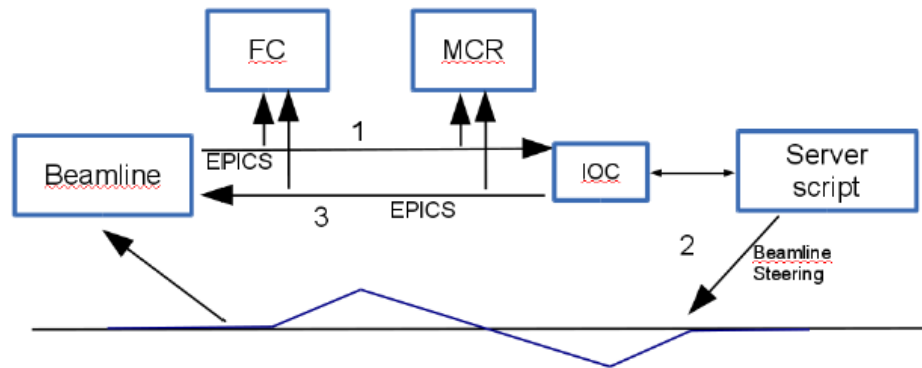 FC
MCR
1
EPICS
Beamline
IOC
Server
script
3
EPICS
2
Beamline
Steering